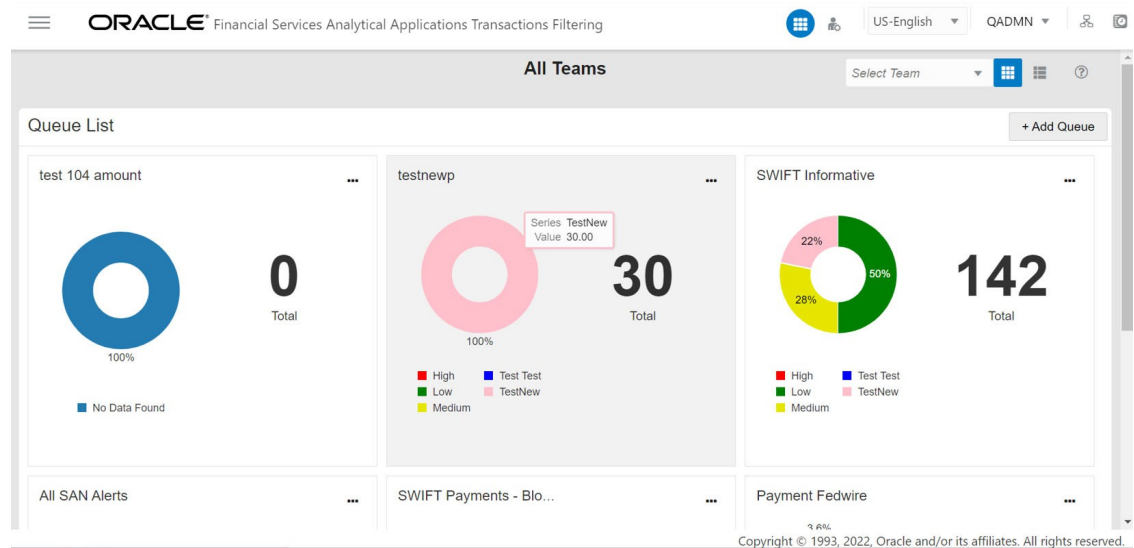 ORACLE® Financial Services Analytical Applications Transactions Filtering
US-English
QADMN
All Teams
Select Team
Queue List
+ Add Queue
test 104 amount
...
100%
0
Total
No Data Found
testnewp
...
Series TestNew
Value 30.00
100%
30
Total
High
Test Test
Low
TestNew
Medium
SWIFT Informative
...
22%
50%
28%
142
Total
High
Test Test
Low
TestNew
Medium
All SAN Alerts
...
SWIFT Payments - Blo...
...
Payment Fedwire
...
3.6%
Copyright © 1993, 2022, Oracle and/or its affiliates. All rights reserved.